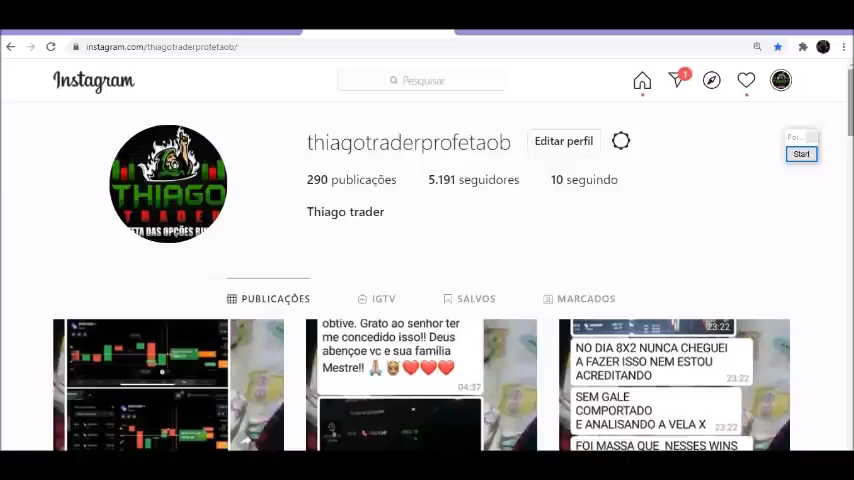 instagram.com/thiagotraderprofetaob/
Instagram
Pesquisar
1
thiagotraderprofetaob
Editar perfil
Start
290 publicações
5.191 seguidores
10 seguindo
Thiago trader
THIAGO
TRADER
PUBLICAÇÕES
IGTV
SALVOS
MARCADOS
obtive. Grato ao senhor ter
me concedido isso!! Deus
abençoe vc e sua família
Mestre!!
04:37
23:22
NO DIA 8X2 NUNCA CHEGUEI
A FAZER ISSO NEM ESTOU
ACREDITANDO
23:22
SEM GALE
COMPORTADO
E ANALISANDO A VELA X
23:22
FOI MASSA QUE NESSES WINS